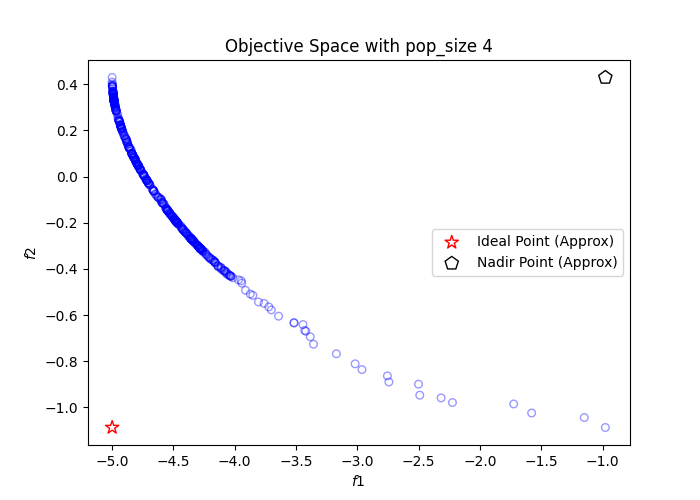 Objective Space with pop_size 4
0.4
0.2
0.0
−0.2
−0.4
−0.6
−0.8
−1.0
f2
Ideal Point (Approx)
Nadir Point (Approx)
−5.0 −4.5 −4.0 −3.5 −3.0 −2.5 −2.0 −1.5 −1.0
f1